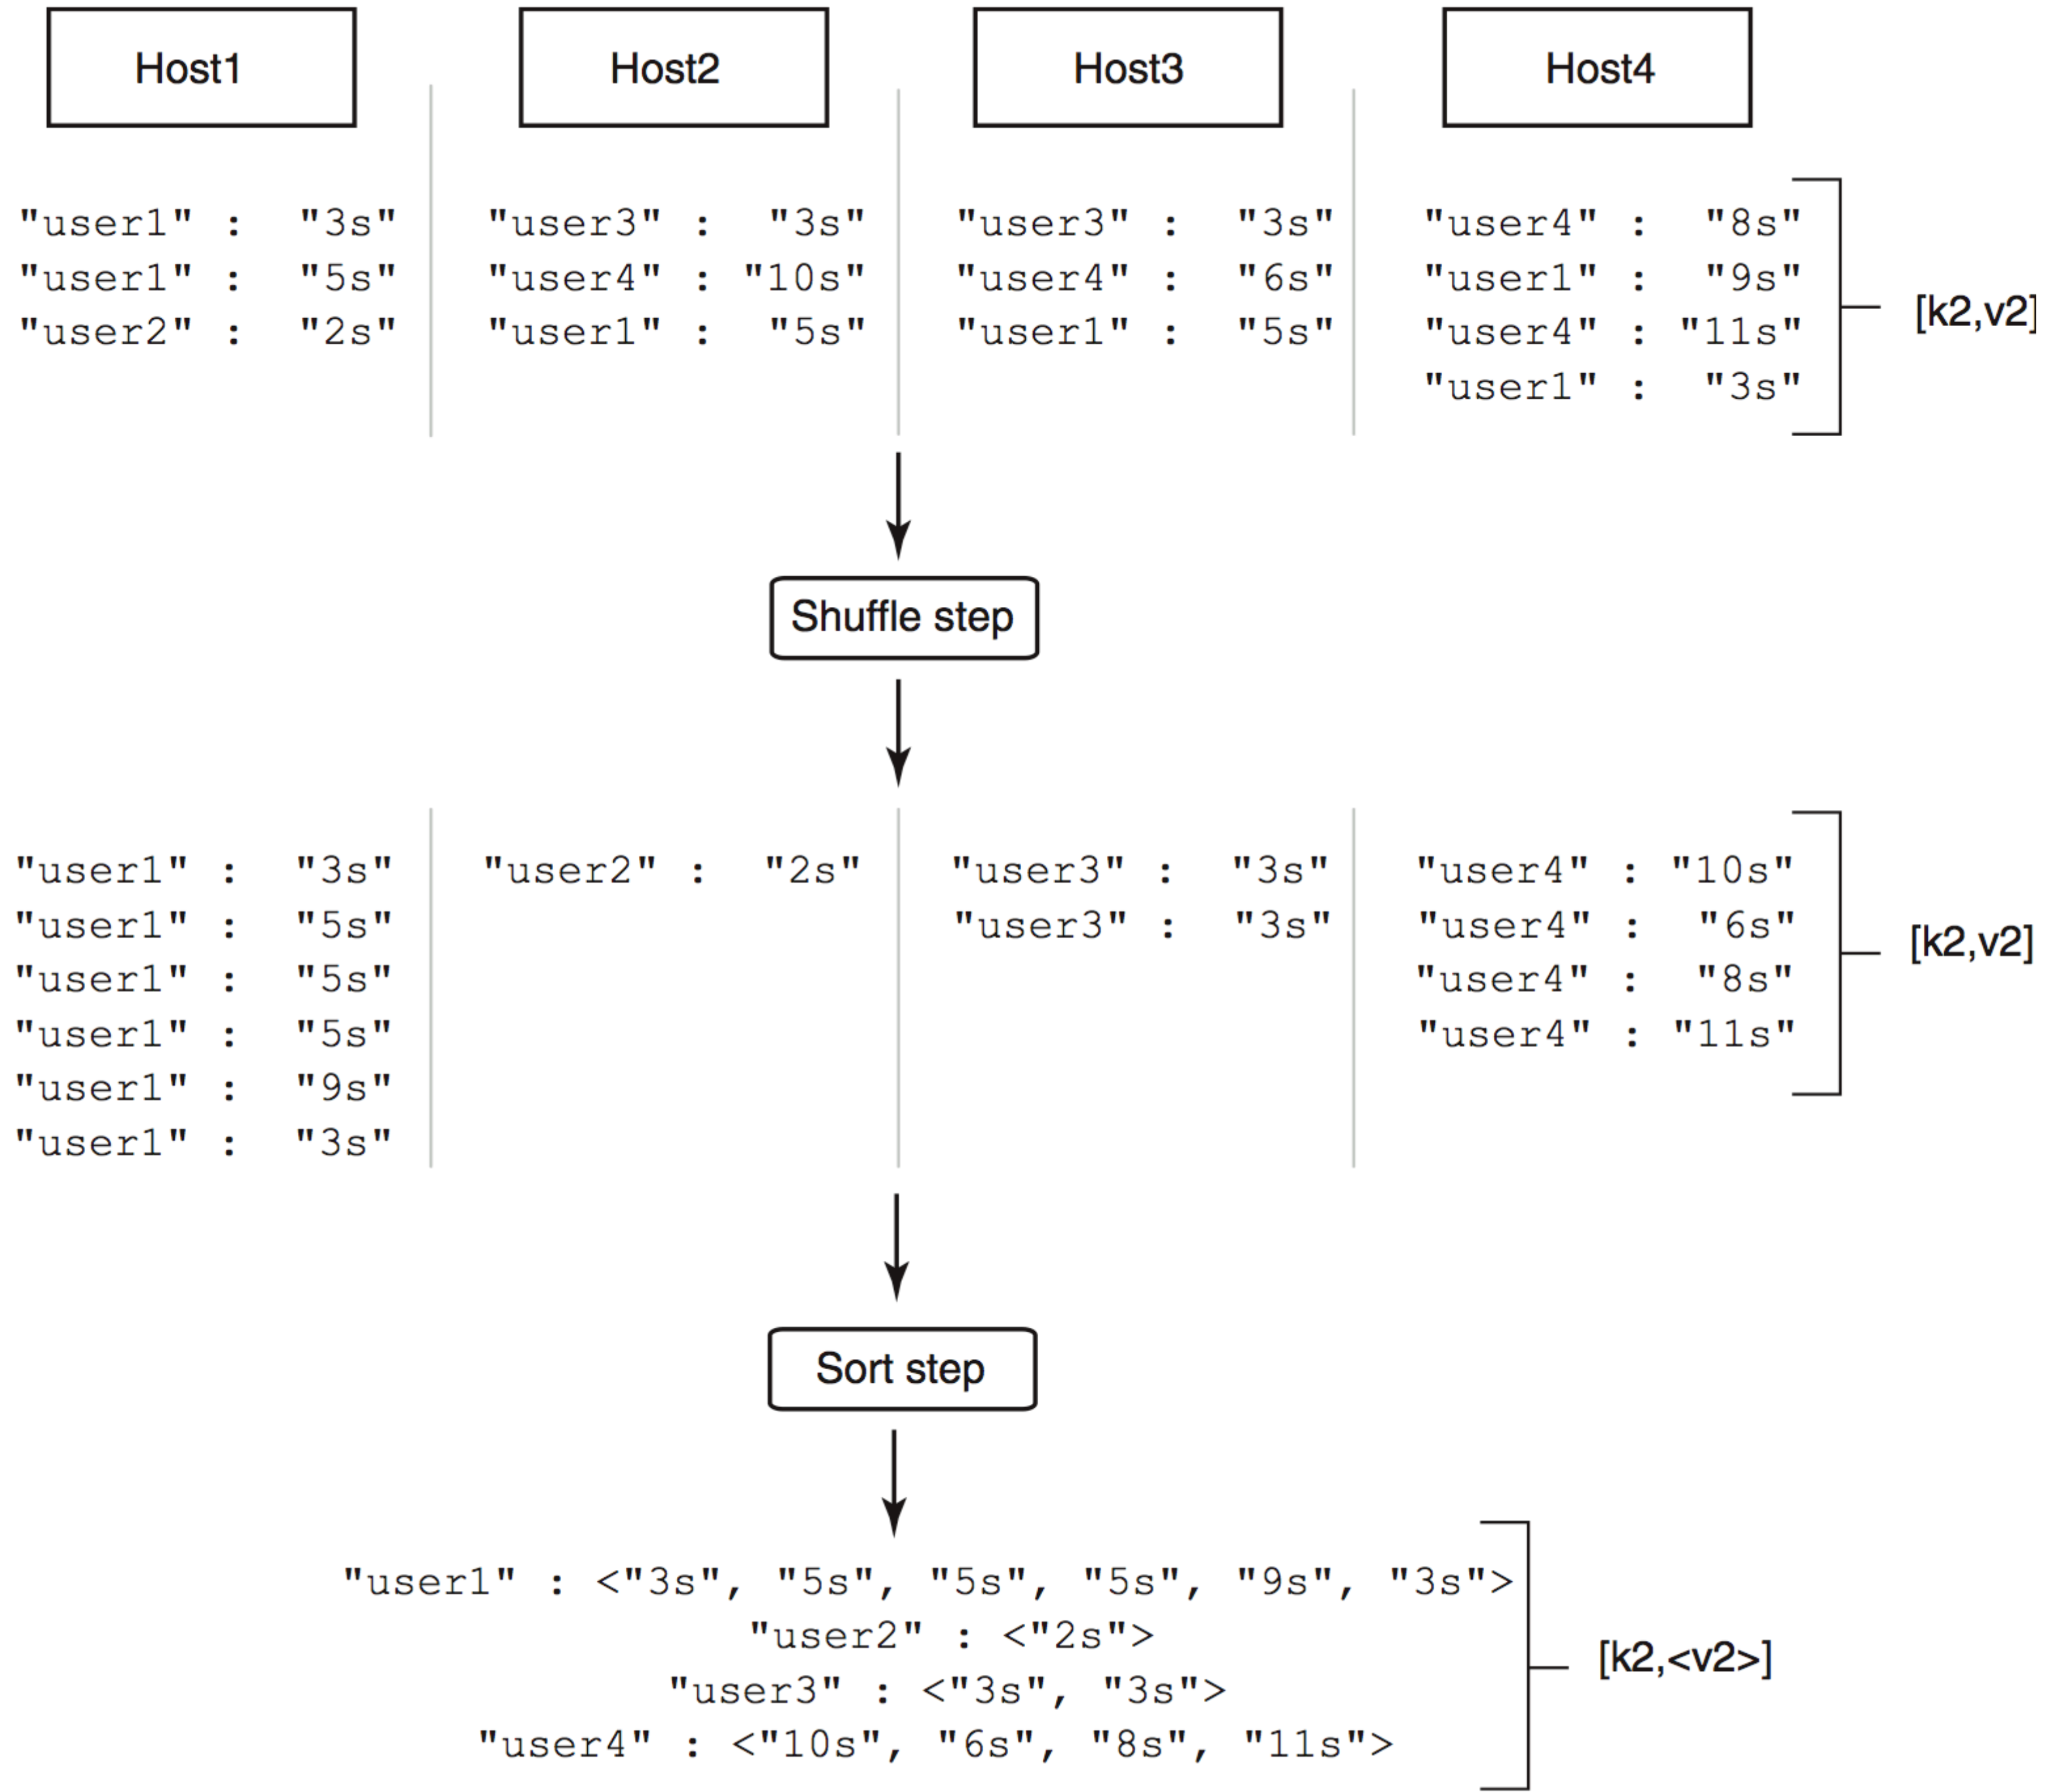 Host1 Host2 Host3 Host4
"user1" : "3s" "user3" : "3s" "user3" : "3s" "user4" : "8s"
"user1" : "5s" "user4" : "10s" "user4" : "6s" "user1" : "9s"
"user2" : "2s" "user1" : "5s" "user1" : "5s" "user4" : "11s"
"user1" : "3s"
[k2,v2]
Shuffle step
"user1" : "3s" "user2" : "2s" "user3" : "3s" "user4" : "10s"
"user1" : "5s" "user3" : "3s" "user4" : "6s"
"user1" : "5s" "user4" : "8s"
"user1" : "5s" "user4" : "11s"
"user1" : "9s"
"user1" : "3s"
[k2,v2]
Sort step
"user1" : <"3s", "5s", "5s", "5s", "9s", "3s">
"user2" : <"2s">
"user3" : <"3s", "3s">
"user4" : <"10s", "6s", "8s", "11s">
[k2,<v2>]